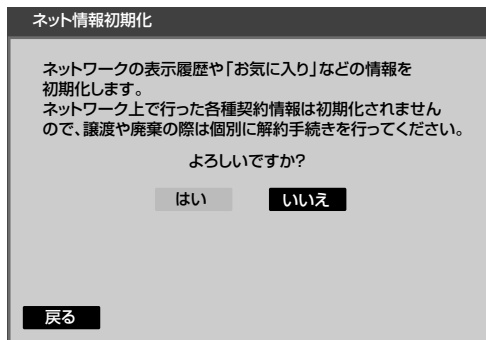 ネット情報初期化
ネットワークの表示履歴や「お気に入り」などの情報を
初期化します。
ネットワーク上で行った各種契約情報は初期化されません
ので、譲渡や廃棄の際は個別に解約手続きを行ってください。
よろしいですか?
はい いいえ
戻る